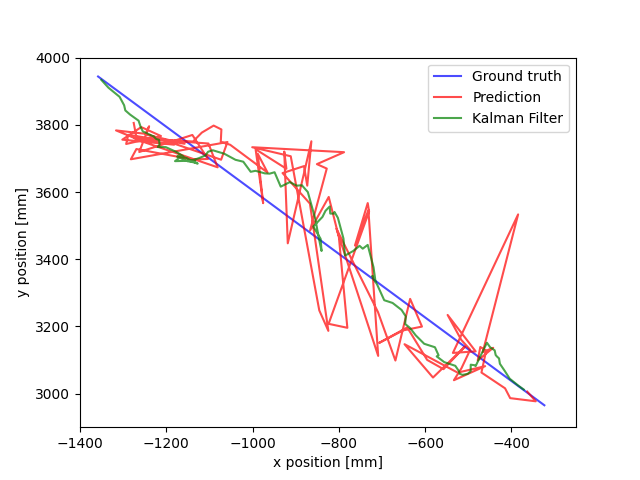 Ground truth
Prediction
Kalman Filter
y position [mm]
4000
3800
3600
3400
3200
3000
−1400
−1200
−1000
−800
−600
−400
x position [mm]